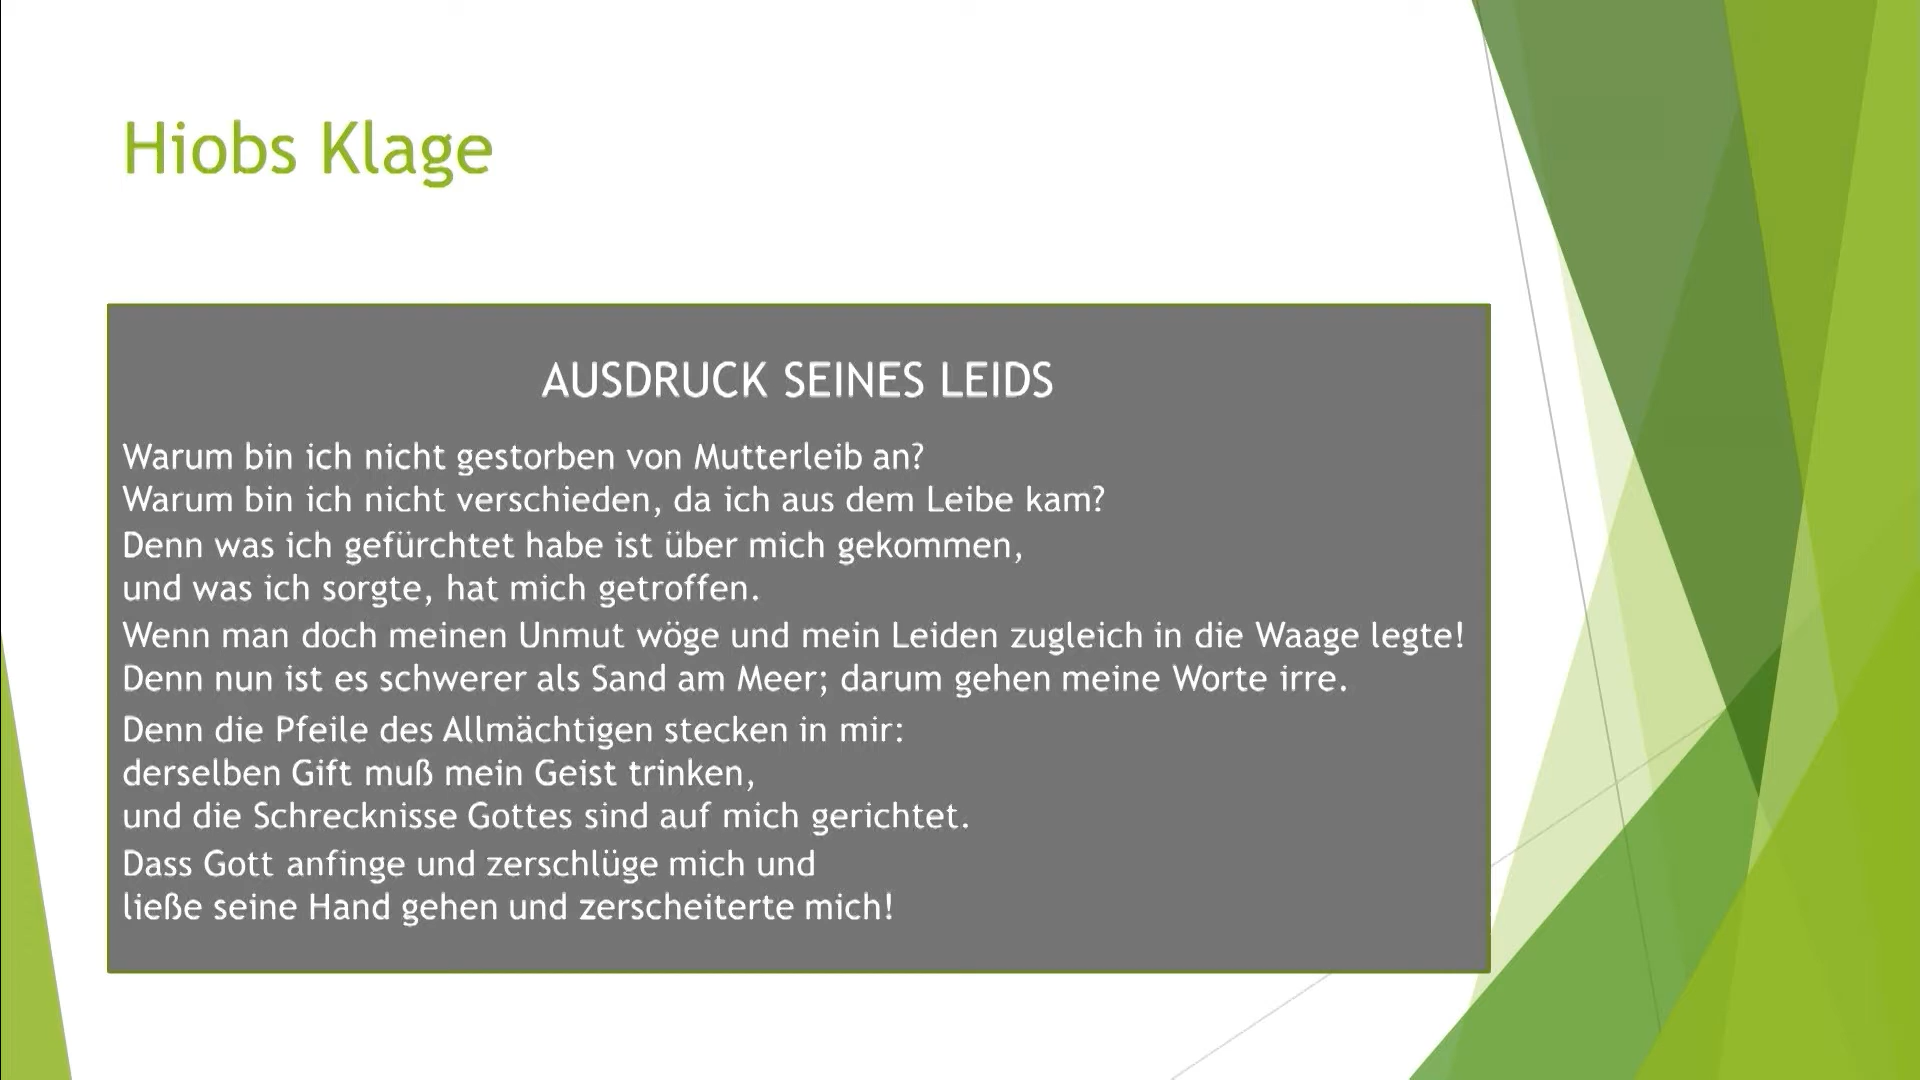 Hiobs Klage
AUSDRUCK SEINES LEIDS
Warum bin ich nicht gestorben von Mutterleib an?
Warum bin ich nicht verschieden, da ich aus dem Leibe kam?
Denn was ich gefürchtet habe ist über mich gekommen,
und was ich sorgte, hat mich getroffen.
Wenn man doch meinen Unmut wöge und mein Leiden zugleich in die Waage legte!
Denn nun ist es schwerer als Sand am Meer; darum gehen meine Worte irre.
Denn die Pfeile des Allmächtigen stecken in mir:
derselben Gift muß mein Geist trinken,
und die Schrecknisse Gottes sind auf mich gerichtet.
Dass Gott anfinge und zerschlüge mich und
ließe seine Hand gehen und zerscheiterte mich!